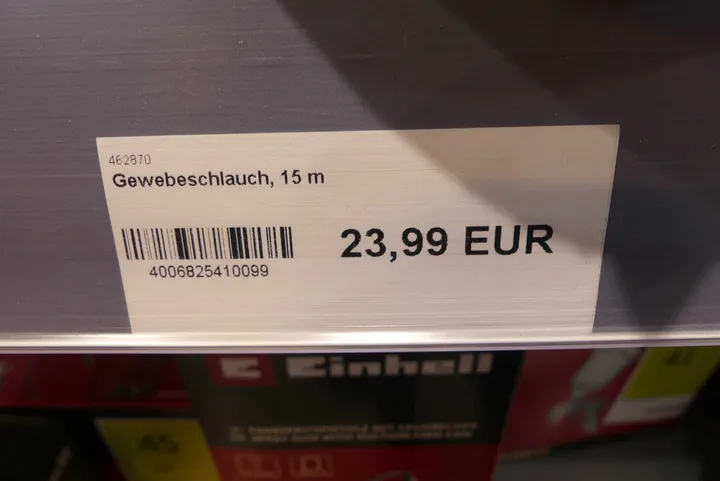 462870
Gewebeschlauch, 15 m
4006825410099
23,99 EUR
Einhell